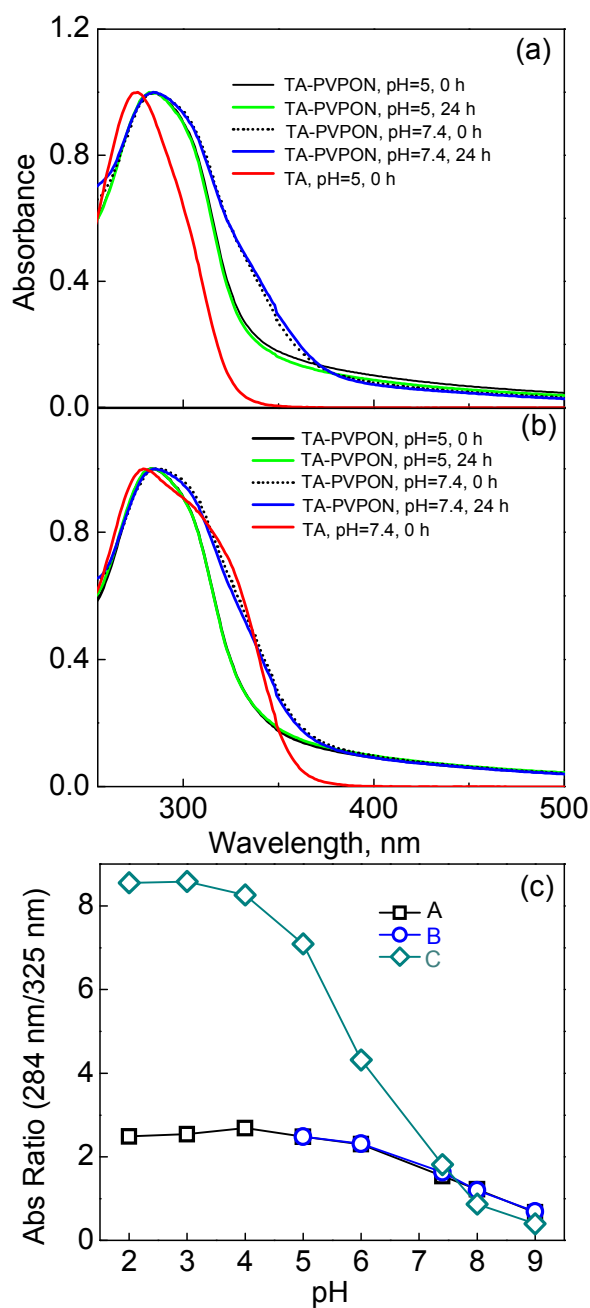 (a)
1.2
TA-PVPON, pH=5, 0 h
TA-PVPON, pH=5, 24 h
TA-PVPON, pH=7.4, 0 h
TA-PVPON, pH=7.4, 24 h
TA, pH=5, 0 h
0.8
0.4
0.0
Absorbance
(b)
TA-PVPON, pH=5, 0 h
TA-PVPON, pH=5, 24 h
TA-PVPON, pH=7.4, 0 h
TA-PVPON, pH=7.4, 24 h
TA, pH=7.4, 0 h
0.8
0.4
0.0
300 400 500
Wavelength, nm
(c)
A
B
C
8
6
4
2
0
Abs Ratio (284 nm/325 nm)
2 3 4 5 6 7 8 9
pH